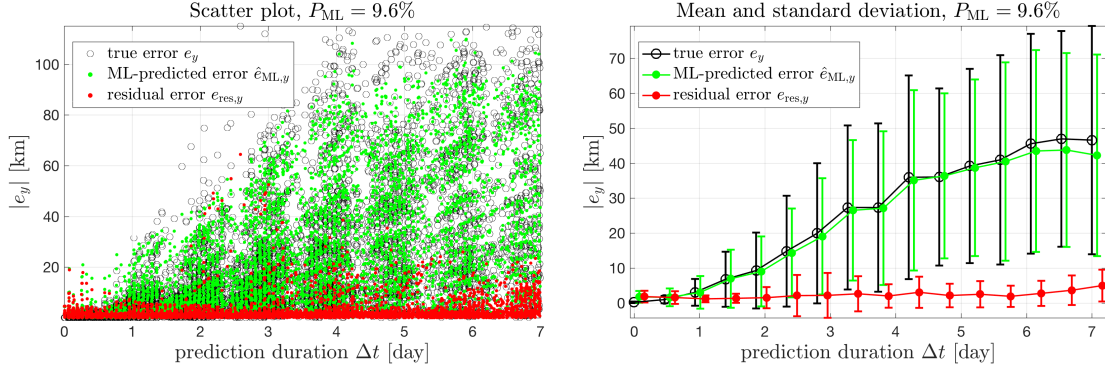 Scatter plot, P_ML = 9.6%
true error e_y
ML-predicted error ê_ML,y
residual error e_res,y
|e_y| [km]
100
80
60
40
20
0 1 2 3 4 5 6 7
prediction duration Δt [day]
Mean and standard deviation, P_ML = 9.6%
true error e_y
ML-predicted error ê_ML,y
residual error e_res,y
|e_y| [km]
70
60
50
40
30
20
10
0
0 1 2 3 4 5 6 7
prediction duration Δt [day]